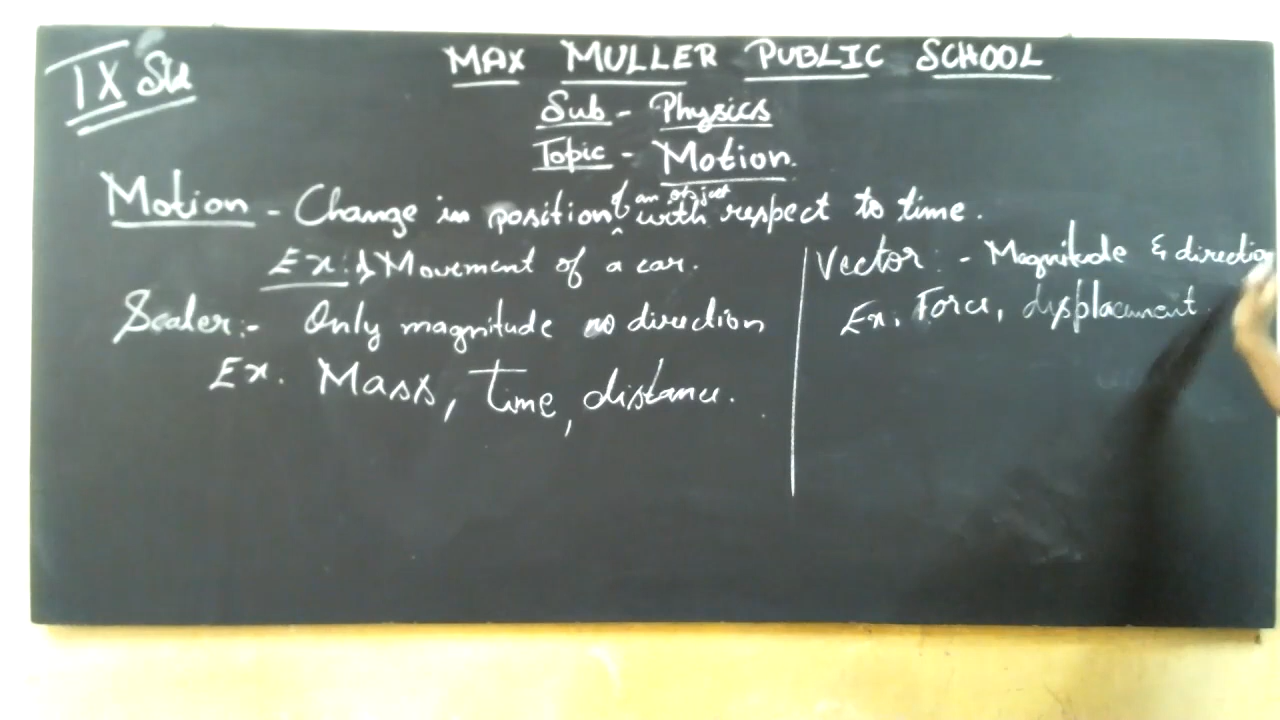 IX Std
MAX MULLER PUBLIC SCHOOL
Sub - Physics
Topic - Motion.
Motion - Change in position of an object with respect to time.
Ex: 1) Movement of a car.
Scaler:- Only magnitude no direction
Ex. Mass, Time, distance.
Vector: - Magnitude & direction
Ex. Force, displacement.